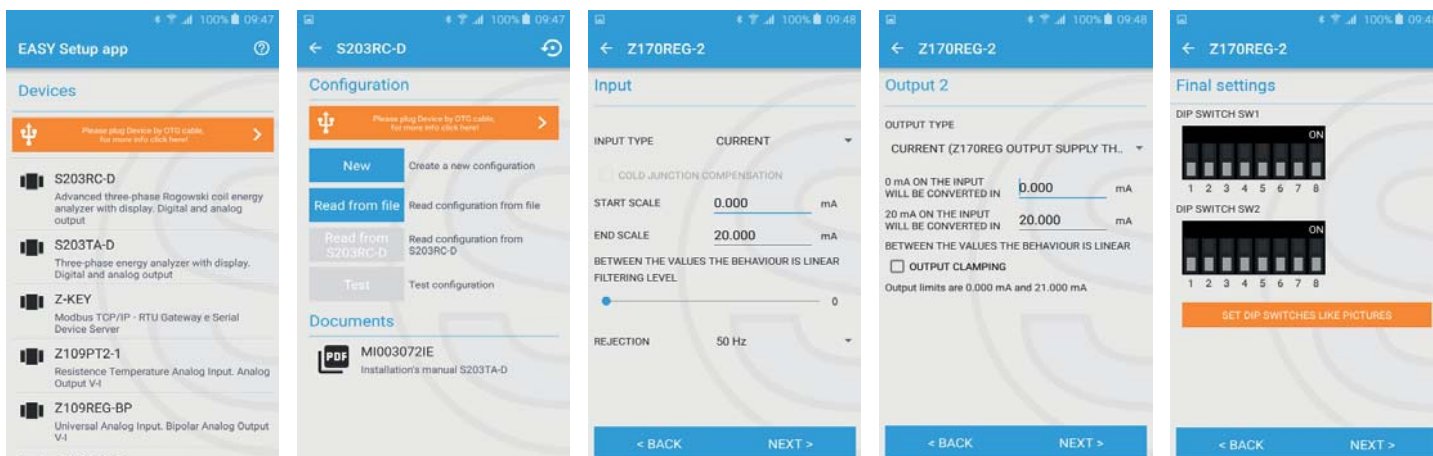 100% 09:47
EASY Setup app
Devices
Please plug Device by OTG cable,
for more info click here!
S203RC-D
Advanced three-phase Rogowski coil energy
analyzer with display. Digital and analog
output
S203TA-D
Three-phase energy analyzer with display.
Digital and analog output
Z-KEY
Modbus TCP/IP - RTU Gateway e Serial
Device Server
Z109PT2-1
Resistence Temperature Analog Input. Analog
Output V-I
Z109REG-BP
Universal Analog Input. Bipolar Analog Output
V-I
100% 09:47
S203RC-D
Configuration
Please plug Device by OTG cable,
for more info click here!
New
Create a new configuration
Read from file
Read configuration from file
Read from
S203RC-D
Read configuration from
S203RC-D
Test
Test configuration
Documents
PDF
MI003072IE
Installation's manual S203TA-D
100% 09:48
Z170REG-2
Input
INPUT TYPE CURRENT
COLD JUNCTION COMPENSATION
START SCALE 0.000 mA
END SCALE 20.000 mA
BETWEEN THE VALUES THE BEHAVIOUR IS LINEAR
FILTERING LEVEL
0
REJECTION 50 Hz
< BACK NEXT >
100% 09:48
Z170REG-2
Output 2
OUTPUT TYPE
CURRENT (Z170REG OUTPUT SUPPLY TH..
0 mA ON THE INPUT
WILL BE CONVERTED IN 0.000 mA
20 mA ON THE INPUT
WILL BE CONVERTED IN 20.000 mA
BETWEEN THE VALUES THE BEHAVIOUR IS LINEAR
OUTPUT CLAMPING
Output limits are 0.000 mA and 21.000 mA
< BACK NEXT >
100% 09:4
Z170REG-2
Final settings
DIP SWITCH SW1
ON
1 2 3 4 5 6 7 8
DIP SWITCH SW2
ON
1 2 3 4 5 6 7 8
SET DIP SWITCHES LIKE PICTURES
< BACK NEXT >